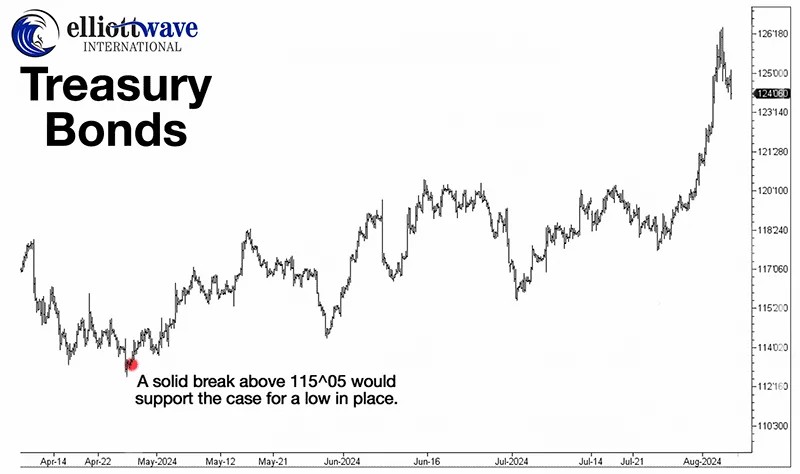 elliottwave
INTERNATIONAL
Treasury
Bonds
126'180
125'000
124'060
123'140
121'280
120'100
118'240
117'060
115'200
114'020
112'160
110'300
A solid break above 115^05 would
support the case for a low in place.
Apr-14 Apr-22 May-2024 May-12 May-21 Jun-2024 Jun-16 Jul-2024 Jul-14 Jul-21 Aug-2024